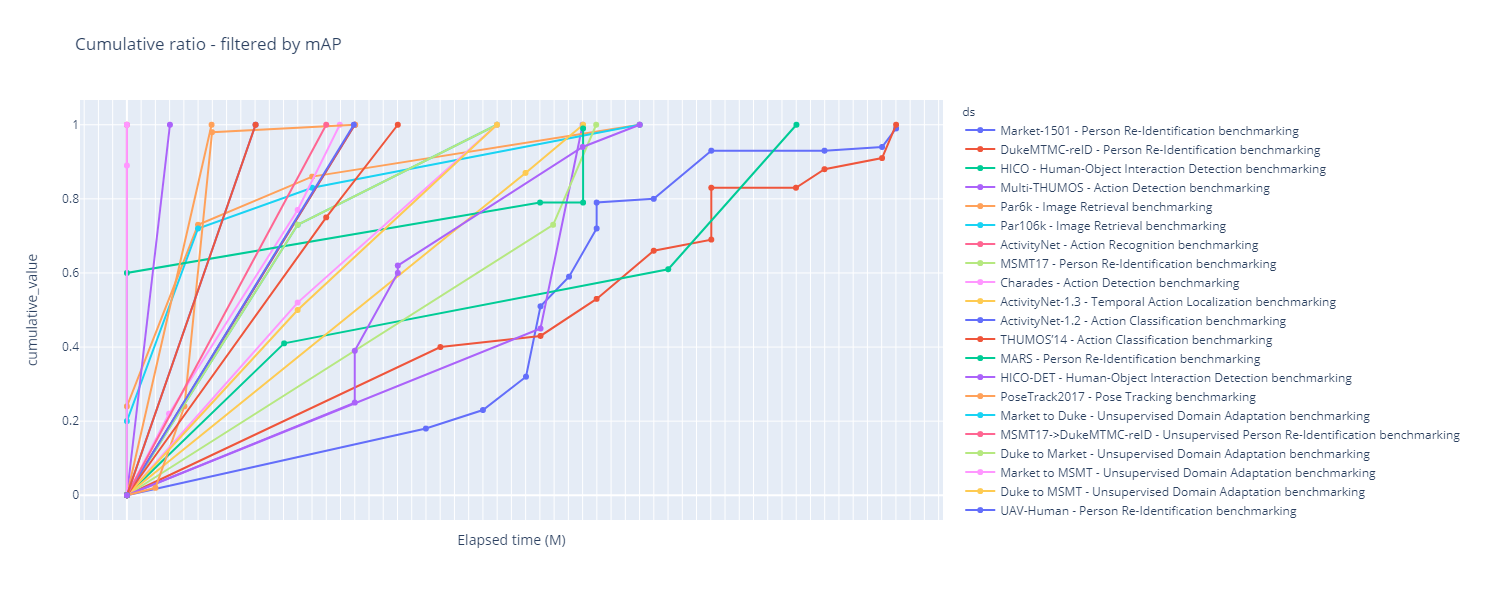 Cumulative ratio - filtered by mAP
1
0.8
0.6
0.4
0.2
0
cumulative_value
Elapsed time (M)
ds
Market-1501 - Person Re-Identification benchmarking
DukeMTMC-reID - Person Re-Identification benchmarking
HICO - Human-Object Interaction Detection benchmarking
Multi-THUMOS - Action Detection benchmarking
Par6k - Image Retrieval benchmarking
Par106k - Image Retrieval benchmarking
ActivityNet - Action Recognition benchmarking
MSMT17 - Person Re-Identification benchmarking
Charades - Action Detection benchmarking
ActivityNet-1.3 - Temporal Action Localization benchmarking
ActivityNet-1.2 - Action Classification benchmarking
THUMOS’14 - Action Classification benchmarking
MARS - Person Re-Identification benchmarking
HICO-DET - Human-Object Interaction Detection benchmarking
PoseTrack2017 - Pose Tracking benchmarking
Market to Duke - Unsupervised Domain Adaptation benchmarking
MSMT17->DukeMTMC-reID - Unsupervised Person Re-Identification benchmarking
Duke to Market - Unsupervised Domain Adaptation benchmarking
Market to MSMT - Unsupervised Domain Adaptation benchmarking
Duke to MSMT - Unsupervised Domain Adaptation benchmarking
UAV-Human - Person Re-Identification benchmarking